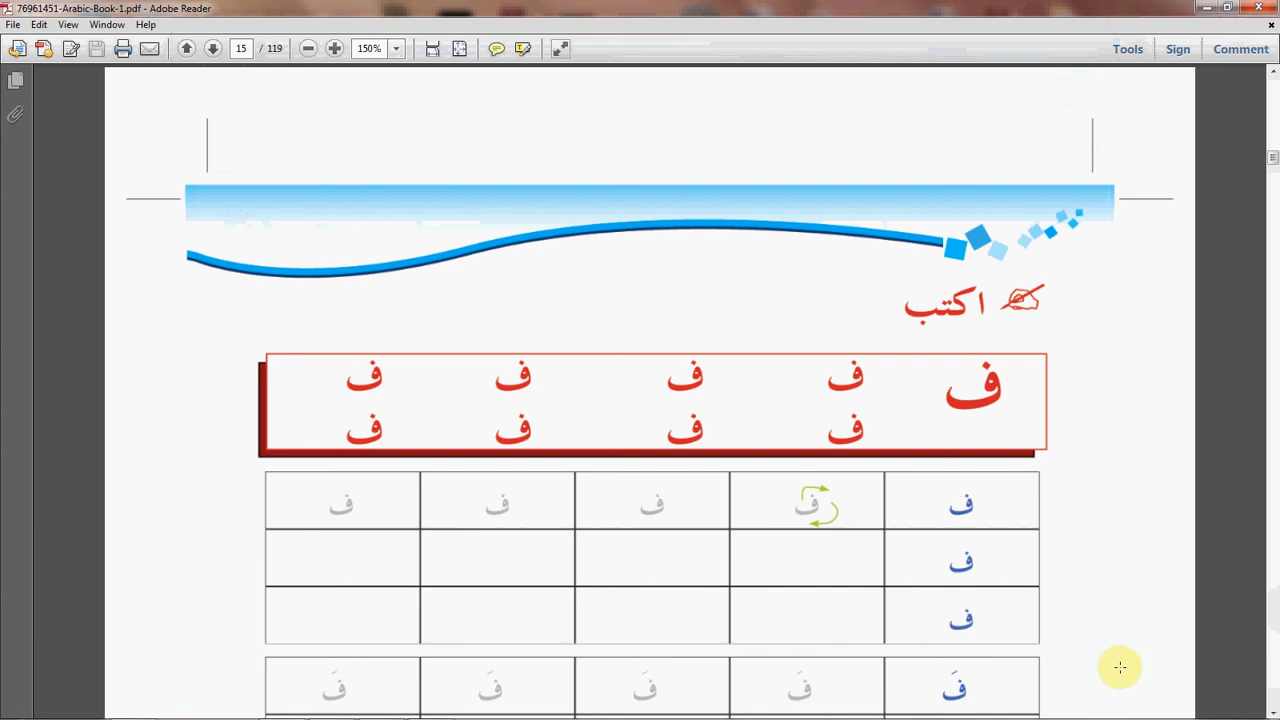 76961451-Arabic-Book-1.pdf - Adobe Reader
File Edit View Window Help
15 / 119 150% Tools Sign Comment
اكتب
ف ف ف ف ف
ف ف ف ف
ف ف ف ف ف
ف
ف
فَ فَ فَ فَ فَ